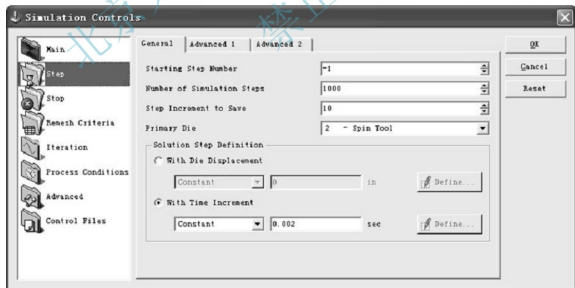 Simulation Controls
Main
Step
Stop
Remesh Criteria
Iteration
Process Conditions
Advanced
Control Files
General Advanced 1 Advanced 2
Starting Step Number -1
Number of Simulation Steps 1000
Step Increment to Save 10
Primary Die 2 - Spin Tool
Solution Step Definition
With Die Displacement
Constant 0 in Define...
With Time Increment
Constant 0.002 sec Define...
OK
Cancel
Reset